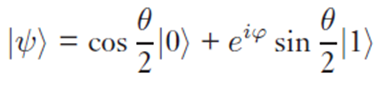 |ψ⟩ = cos θ/2 |0⟩ + e^{iφ} sin θ/2 |1⟩